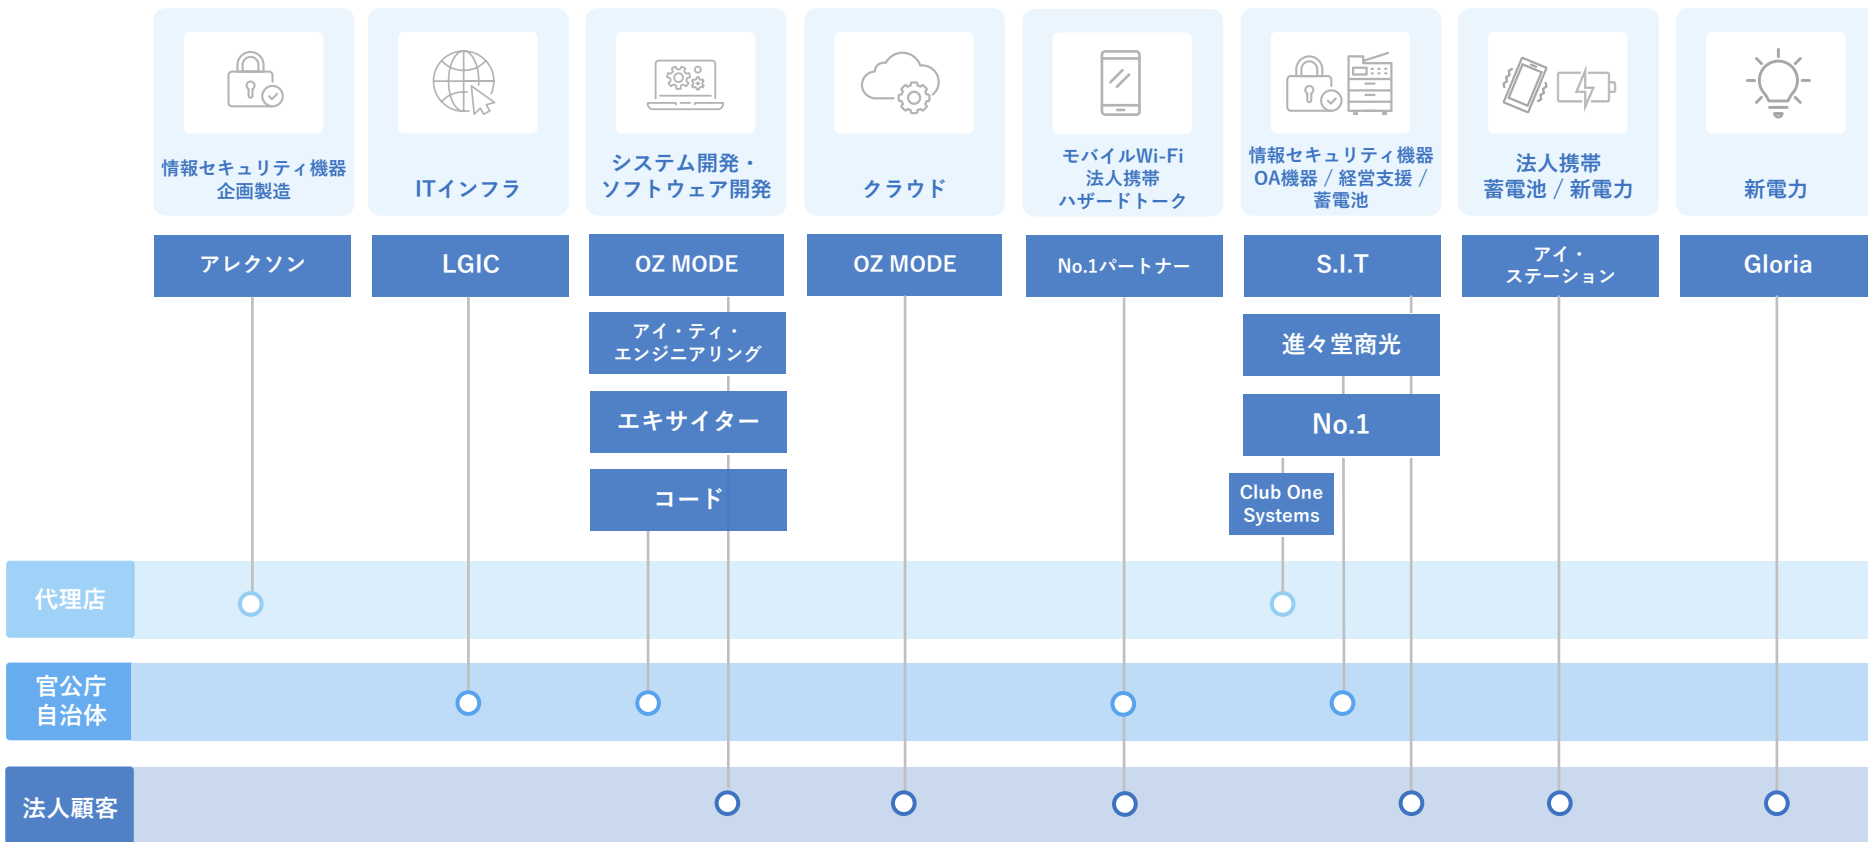 情報セキュリティ機器
企画製造
ITインフラ
システム開発・
ソフトウェア開発
クラウド
モバイルWi-Fi
法人携帯
ハザードトーク
情報セキュリティ機器
OA機器 / 経営支援 /
蓄電池
法人携帯
蓄電池 / 新電力
新電力
アレクソン
LGIC
OZ MODE
OZ MODE
No.1パートナー
S.I.T
アイ・
ステーション
Gloria
アイ・ティ・
エンジニアリング
進々堂商光
エキサイター
No.1
コード
Club One
Systems
代理店
官公庁
自治体
法人顧客